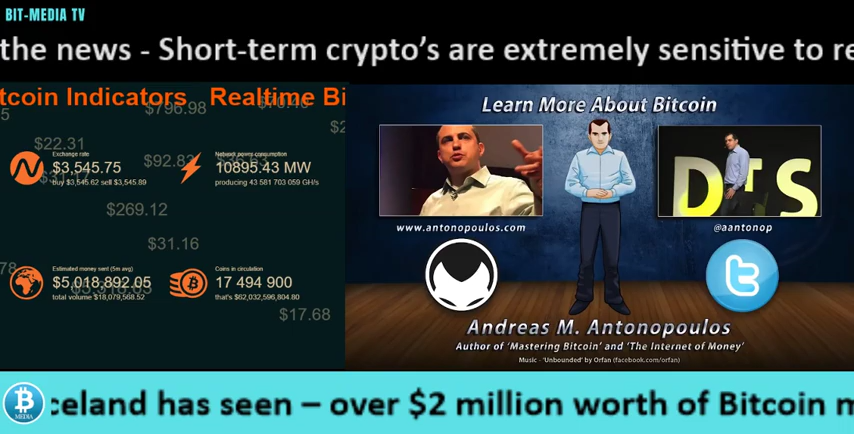 BIT-MEDIA TV
the news - Short-term crypto's are extremely sensitive to re
tcoin Indicators Realtime Bi
$796.98
$22.31
Exchange rate
$3,545.75
buy $3,545.62 sell $3,545.89
Network power consumption
10895.43 MW
producing 43 581 703 059 GH/s
$269.12
$31.16
Estimated money sent (5m avg)
$5,018,892.05
total volume $18,079,568.52
Coins in circulation
17 494 900
that's $62,032,596,804.80
$17.68
Learn More About Bitcoin
D
S
www.antonopoulos.com
@aantonop
Andreas M. Antonopoulos
Author of 'Mastering Bitcoin' and 'The Internet of Money'
Music - 'Unbounded' by Orfan (facebook.com/orfan)
MEDIA
celand has seen – over $2 million worth of Bitcoin m